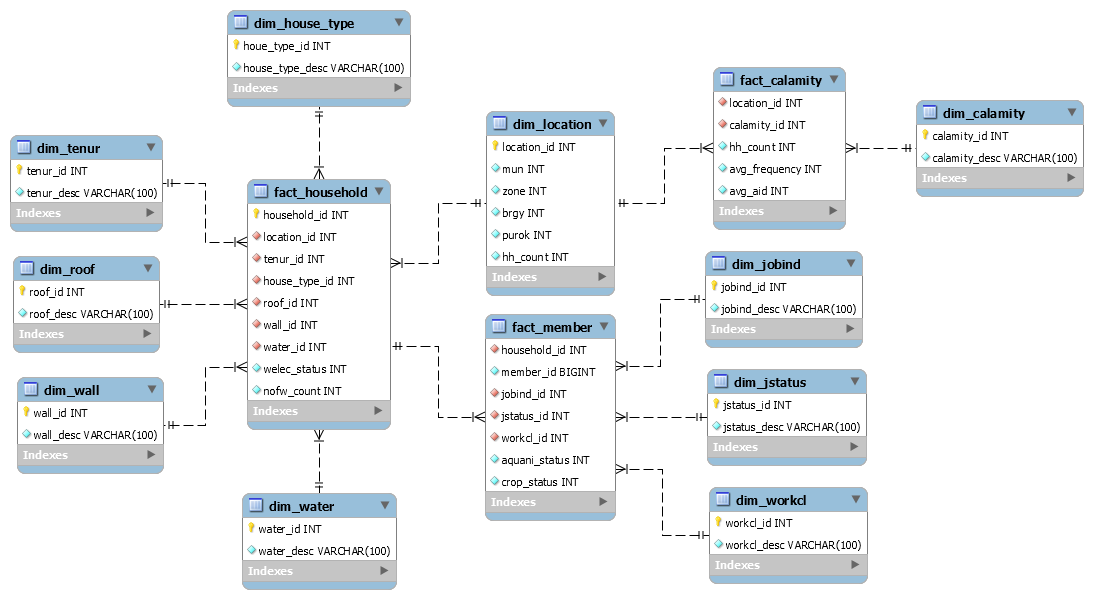 dim_house_type
houe_type_id INT
house_type_desc VARCHAR(100)
Indexes
dim_tenur
tenur_id INT
tenur_desc VARCHAR(100)
Indexes
dim_roof
roof_id INT
roof_desc VARCHAR(100)
Indexes
dim_wall
wall_id INT
wall_desc VARCHAR(100)
Indexes
fact_household
household_id INT
location_id INT
tenur_id INT
house_type_id INT
roof_id INT
wall_id INT
water_id INT
welec_status INT
nofw_count INT
Indexes
dim_water
water_id INT
water_desc VARCHAR(100)
Indexes
dim_location
location_id INT
mun INT
zone INT
brgy INT
purok INT
hh_count INT
Indexes
fact_member
household_id INT
member_id BIGINT
jobind_id INT
jstatus_id INT
workcl_id INT
aquani_status INT
crop_status INT
Indexes
fact_calamity
location_id INT
calamity_id INT
hh_count INT
avg_frequency INT
avg_aid INT
Indexes
dim_calamity
calamity_id INT
calamity_desc VARCHAR(100)
Indexes
dim_jobind
jobind_id INT
jobind_desc VARCHAR(100)
Indexes
dim_jstatus
jstatus_id INT
jstatus_desc VARCHAR(100)
Indexes
dim_workcl
workcl_id INT
workcl_desc VARCHAR(100)
Indexes